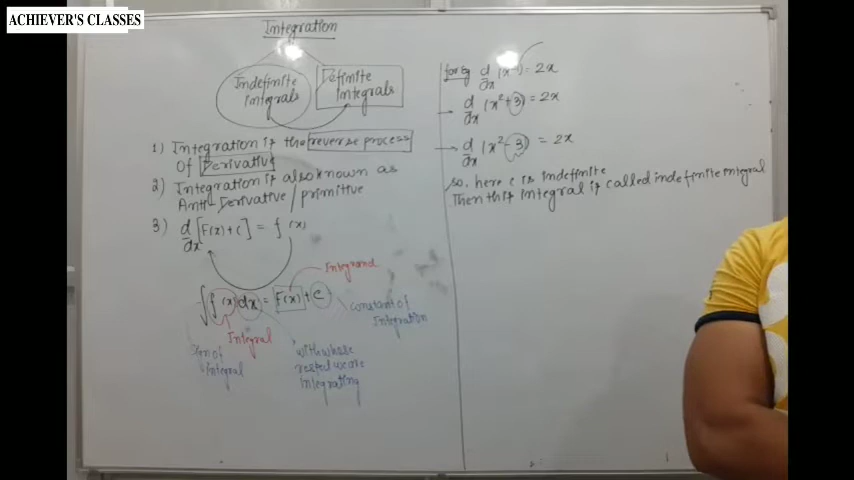 ACHIEVER'S CLASSES
Integration
Indefinite
integrals
Definite
Integrals
1) Integration is the reverse process
Of Derivative
2) Integration is also known as
Anti-Derivative / primitive
3) d/dx [F(x) + C] = f(x)
∫ f(x) dx = F(x) + C
Integrand
constant of
Integration
Integral
Sign of
integral
with whose
respect we are
integrating
for eg d/dx (x²) = 2x
→ d/dx (x² + 3) = 2x
→ d/dx (x² - 3) = 2x
So, here c is indefinite
Then this integral is called indefinite integral